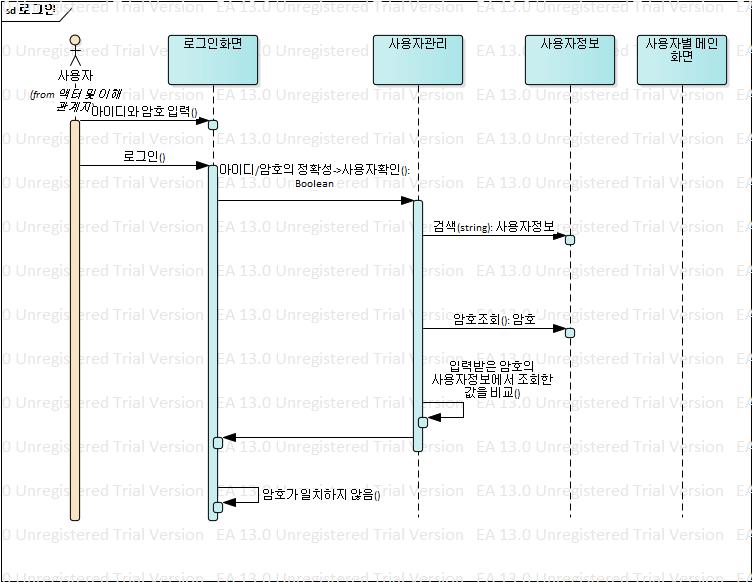 sd 로그인
로그인화면
사용자관리
사용자정보
사용자별 메인
화면
사용자
(from 액터 및 이해
관계자)
아이디와 암호 입력()
로그인()
아이디/암호의 정확성->사용자확인():
Boolean
검색(string): 사용자정보
암호조회(): 암호
입력받은 암호의
사용자정보에서 조회한
값을 비교()
암호가 일치하지 않음()
EA 13.0 Unregistered Trial Version